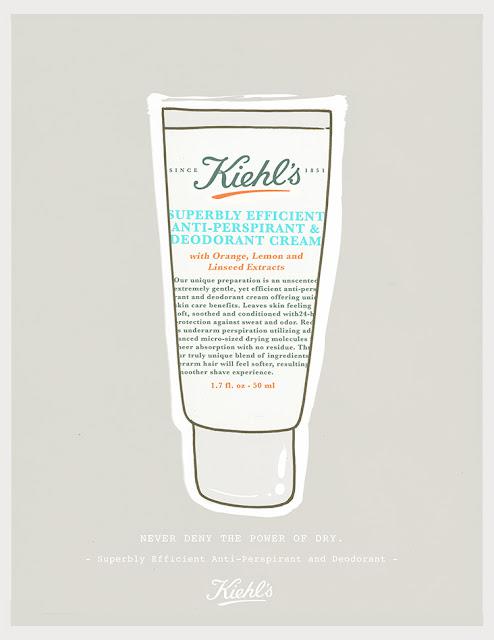 SINCE Kiehl's 1851
SUPERBLY EFFICIENT
ANTI-PERSPIRANT &
DEODORANT CREAM
with Orange, Lemon and
Linseed Extracts
Our unique preparation is an unscented
extremely gentle, yet efficient anti-pers
rant and deodorant cream offering uni
skin care benefits. Leaves skin feeling
oft, soothed and conditioned with24-h
protection against sweat and odor. Red
s underarm perspiration utilizing ad
anced micro-sized drying molecules
heer absorption with no residue. Th
ur truly unique blend of ingredients
erarm hair will feel softer, resulting
moother shave experience.
1.7 fl. oz - 50 ml
NEVER DENY THE POWER OF DRY.
- Superbly Efficient Anti-Perspirant and Deodorant -
Kiehl's